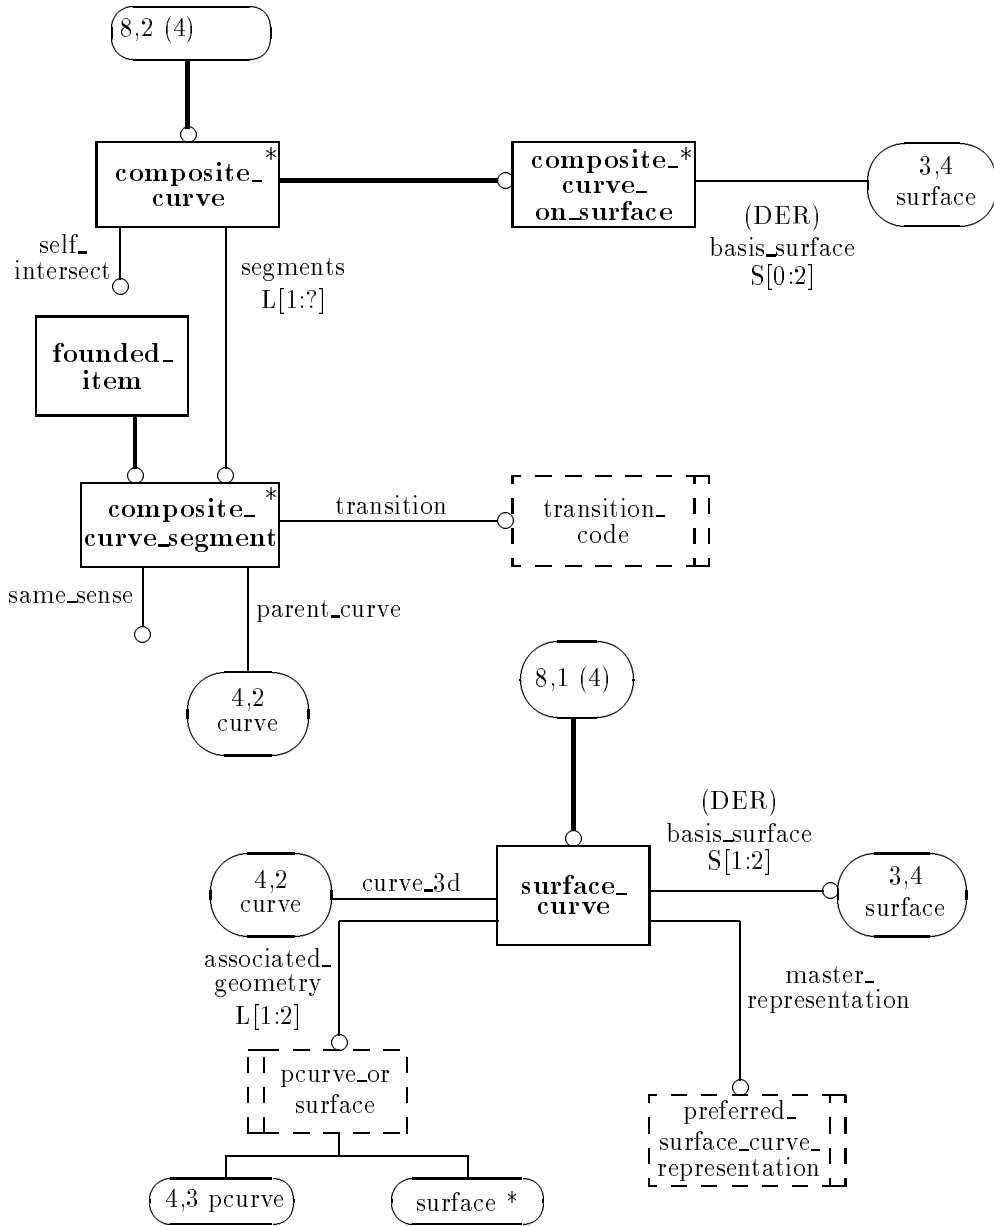 8,2 (4)
composite_ *
curve
composite_ *
curve_
on_surface
3,4
surface
(DER)
basis_surface
S[0:2]
self_
intersect
segments
L[1:?]
founded_
item
composite_ *
curve_segment
transition
transition_
code
same_sense
parent_curve
4,2
curve
8,1 (4)
(DER)
basis_surface
S[1:2]
4,2
curve
curve_3d
surface_
curve
3,4
surface
associated_
geometry
L[1:2]
master_
representation
pcurve_or
surface
preferred_
surface_curve_
representation
4,3 pcurve
surface *